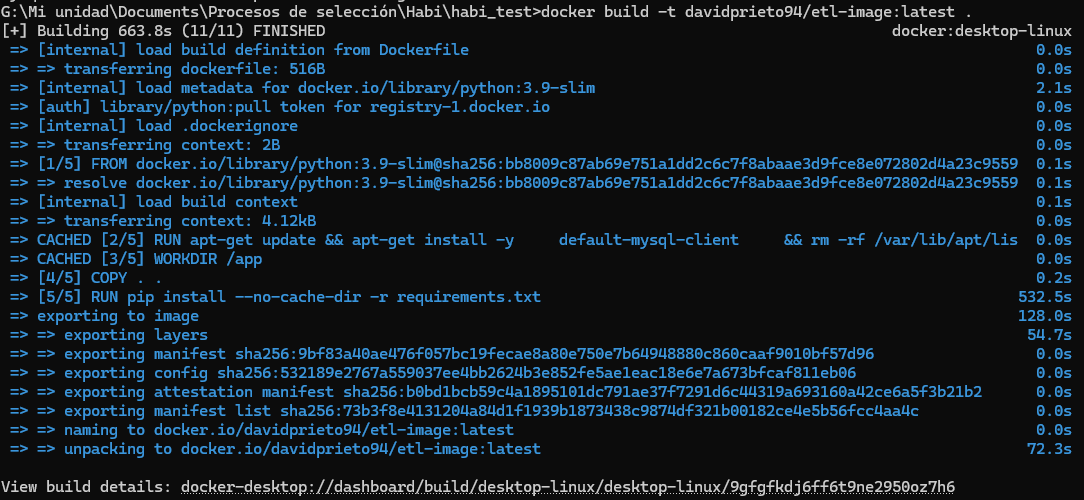 G:\Mi unidad\Documents\Procesos de selección\Habi\habi_test>docker build -t davidprieto94/etl-image:latest .
[+] Building 663.8s (11/11) FINISHED docker:desktop-linux
=> [internal] load build definition from Dockerfile 0.0s
=> => transferring dockerfile: 516B 0.0s
=> [internal] load metadata for docker.io/library/python:3.9-slim 2.1s
=> [auth] library/python:pull token for registry-1.docker.io 0.0s
=> [internal] load .dockerignore 0.0s
=> => transferring context: 2B 0.0s
=> [1/5] FROM docker.io/library/python:3.9-slim@sha256:bb8009c87ab69e751a1dd2c6c7f8abaae3d9fce8e072802d4a23c9559 0.1s
=> => resolve docker.io/library/python:3.9-slim@sha256:bb8009c87ab69e751a1dd2c6c7f8abaae3d9fce8e072802d4a23c9559 0.1s
=> [internal] load build context 0.1s
=> => transferring context: 4.12kB 0.0s
=> CACHED [2/5] RUN apt-get update && apt-get install -y     default-mysql-client     && rm -rf /var/lib/apt/lis 0.0s
=> CACHED [3/5] WORKDIR /app 0.0s
=> [4/5] COPY . . 0.2s
=> [5/5] RUN pip install --no-cache-dir -r requirements.txt 532.5s
=> exporting to image 128.0s
=> => exporting layers 54.7s
=> => exporting manifest sha256:9bf83a40ae476f057bc19fecae8a80e750e7b64948880c860caaf9010bf57d96 0.0s
=> => exporting config sha256:532189e2767a559037ee4bb2624b3e852fe5ae1eac18e6e7a673bfcaf811eb06 0.0s
=> => exporting attestation manifest sha256:b0bd1bcb59c4a1895101dc791ae37f7291d6c44319a693160a42ce6a5f3b21b2 0.0s
=> => exporting manifest list sha256:73b3f8e4131204a84d1f1939b1873438c9874df321b00182ce4e5b56fcc4aa4c 0.0s
=> => naming to docker.io/davidprieto94/etl-image:latest 0.0s
=> => unpacking to docker.io/davidprieto94/etl-image:latest 72.3s
View build details: docker-desktop://dashboard/build/desktop-linux/desktop-linux/9gfgfkdj6ff6t9ne2950oz7h6